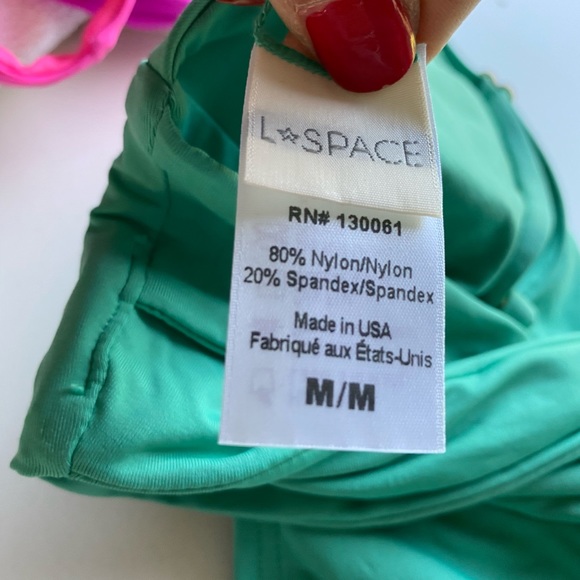 L☆SPACE
RN# 130061
80% Nylon/Nylon
20% Spandex/Spandex
Made in USA
Fabriqué aux États-Unis
M/M